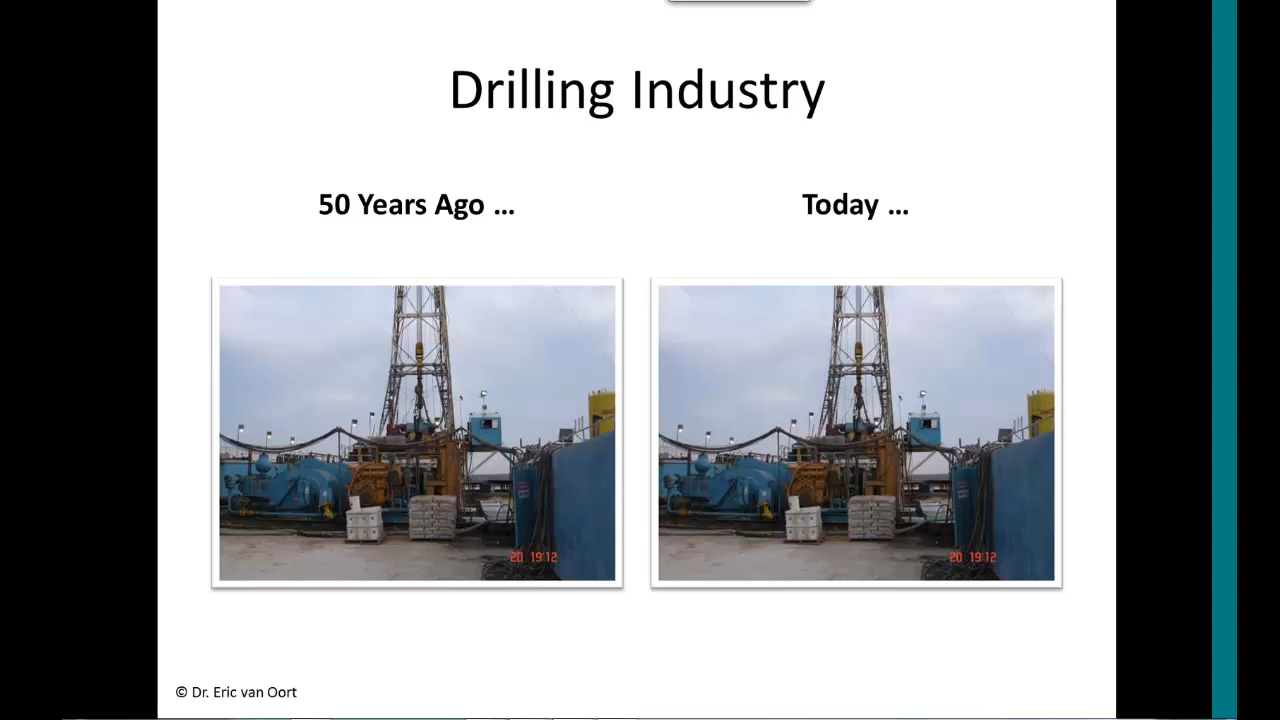 Drilling Industry
50 Years Ago ...
Today ...
20 19:12
20 19:12
© Dr. Eric van Oort